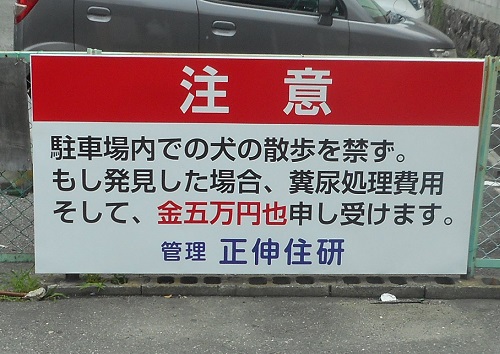 注意
駐車場内での犬の散歩を禁ず。
もし発見した場合、糞尿処理費用
そして、金五万円也申し受けます。
管理 正伸住研